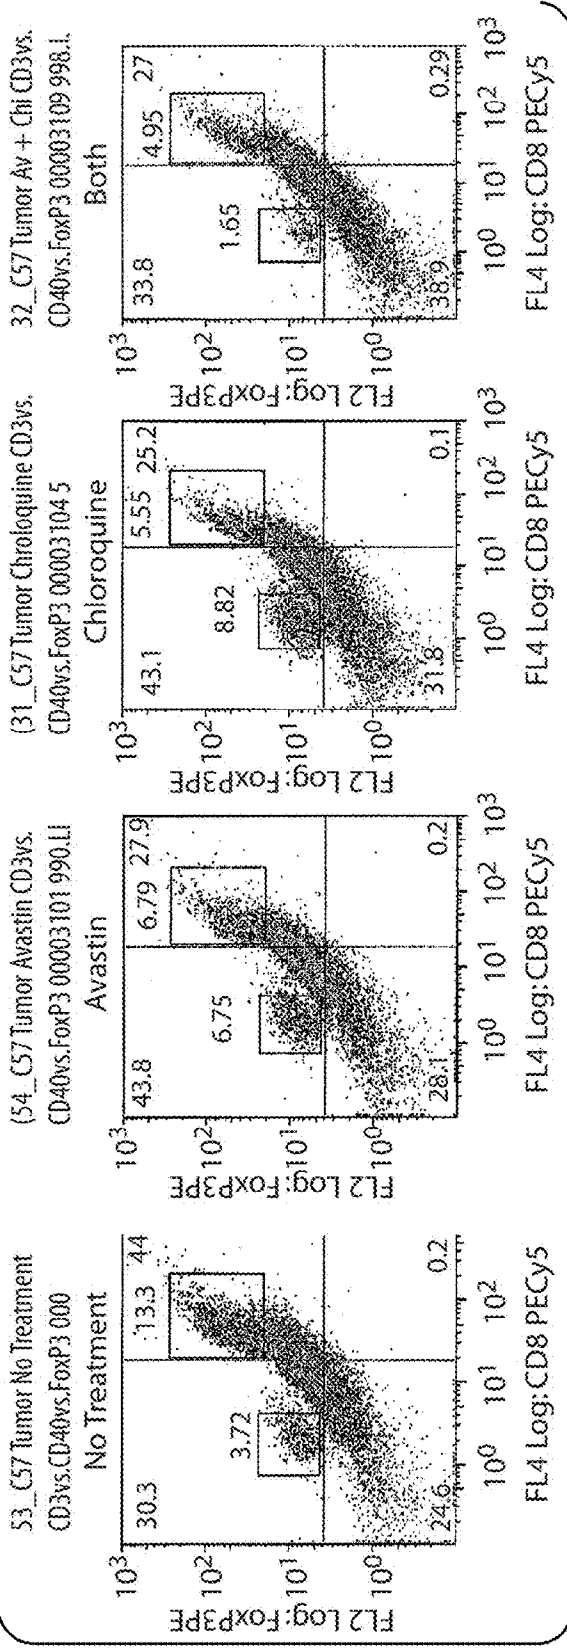 53_C57 Tumor No Treatment
CD3vs.CD40vs.FoxP3 000
No Treatment
10³
10²
10¹
10⁰
FL2 Log: FoxP3PE
30.3
3.72
13.3
44
24.6
0.2
10⁰
10¹
10²
FL4 Log: CD8 PECy5
(54_C57 Tumor Avastin CD3vs.
CD40vs.FoxP3 00003101 990.LI
Avastin
10³
10²
10¹
10⁰
FL2 Log: FoxP3PE
43.8
6.75
6.79
27.9
28.1
0.2
10⁰
10¹
10²
10³
FL4 Log: CD8 PECy5
(31_C57 Tumor Chroloquine CD3vs.
CD40vs.FoxP3 00003104 5
Chloroquine
10³
10²
10¹
10⁰
FL2 Log: FoxP3PE
43.1
8.82
5.55
25.2
31.8
0.1
10⁰
10¹
10²
10³
FL4 Log: CD8 PECy5
32_C57 Tumor Av + Chi CD3vs.
CD40vs.FoxP3 00003109 998.I.
Both
10³
10²
10¹
10⁰
FL2 Log: FoxP3PE
33.8
1.65
4.95
27
38.9
0.29
10⁰
10¹
10²
10³
FL4 Log: CD8 PECy5